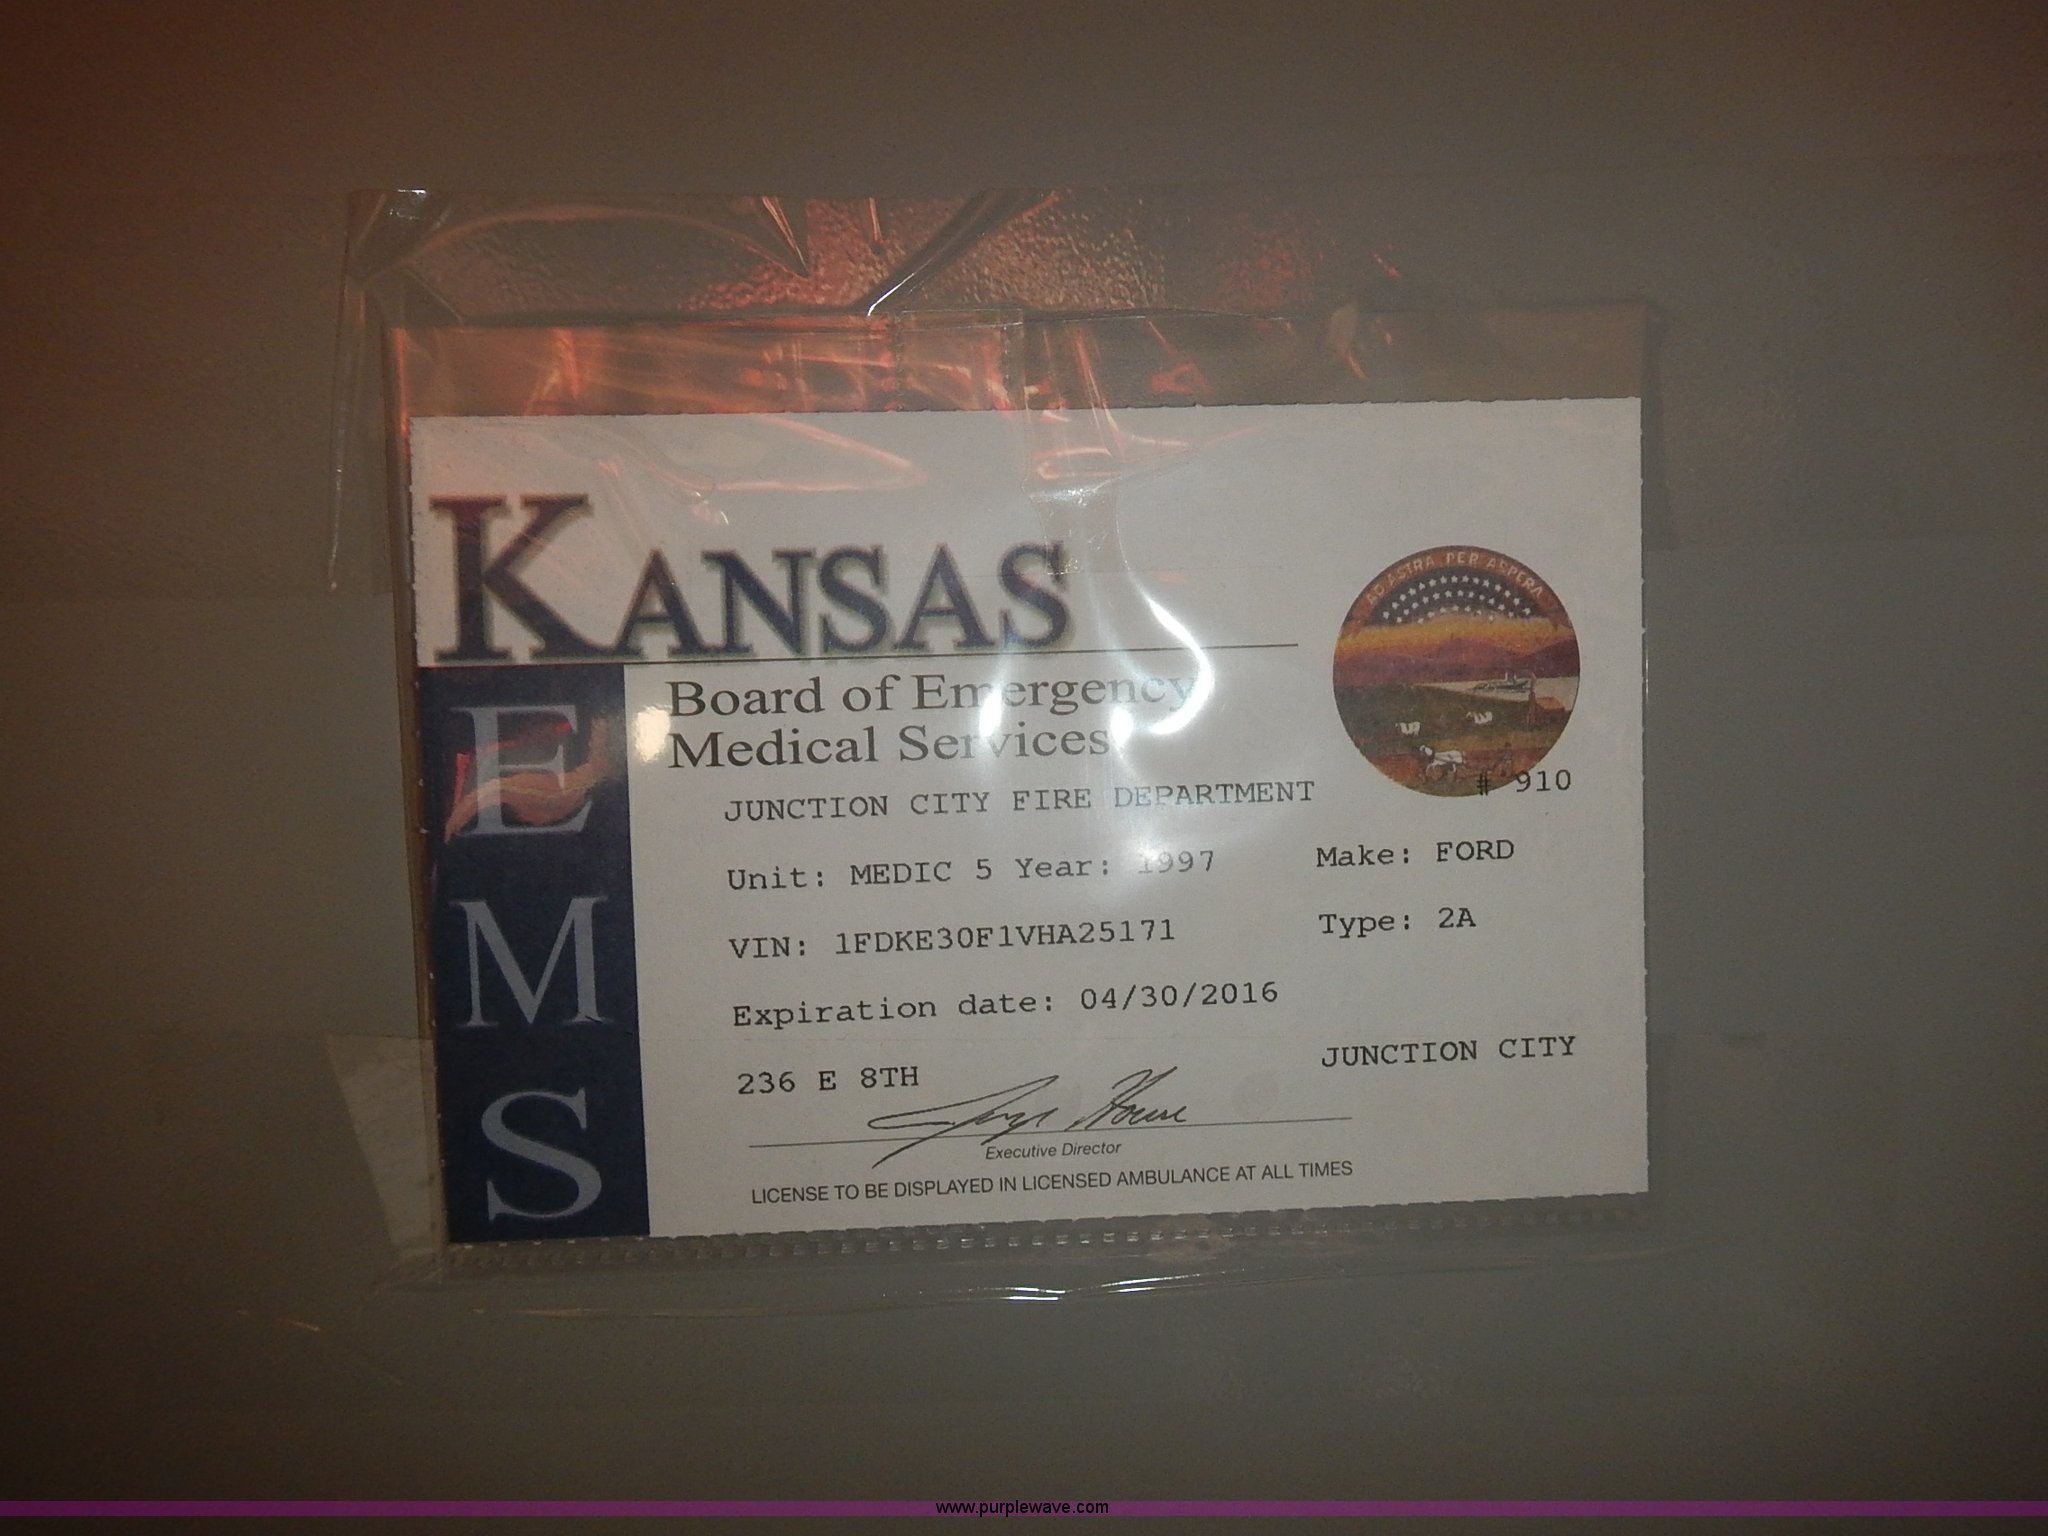 KANSAS
AD ASTRA PER ASPERA
EMS
Board of Emergency
Medical Services
# 910
JUNCTION CITY FIRE DEPARTMENT
Unit: MEDIC 5 Year: 1997 Make: FORD
VIN: 1FDKE30F1VHA25171 Type: 2A
Expiration date: 04/30/2016
236 E 8TH JUNCTION CITY
Executive Director
LICENSE TO BE DISPLAYED IN LICENSED AMBULANCE AT ALL TIMES
www.purplewave.com